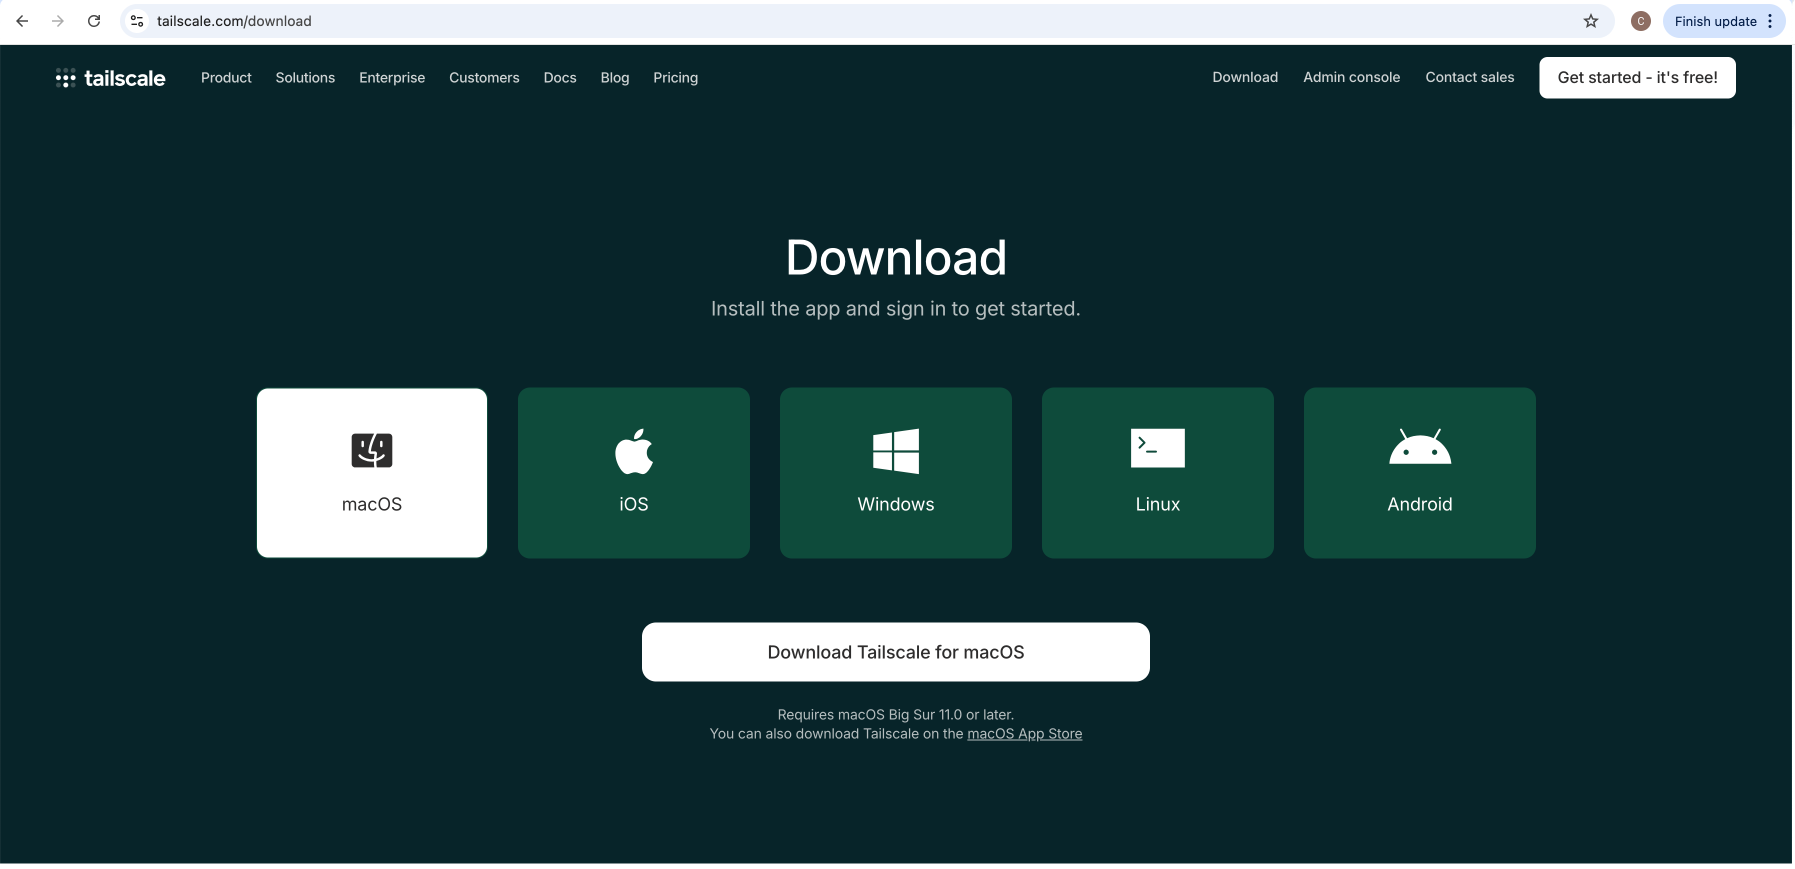 tailscale.com/download
C
Finish update
tailscale
Product Solutions Enterprise Customers Docs Blog Pricing
Download Admin console Contact sales Get started - it's free!
Download
Install the app and sign in to get started.
macOS
iOS
Windows
Linux
Android
Download Tailscale for macOS
Requires macOS Big Sur 11.0 or later.
You can also download Tailscale on the macOS App Store